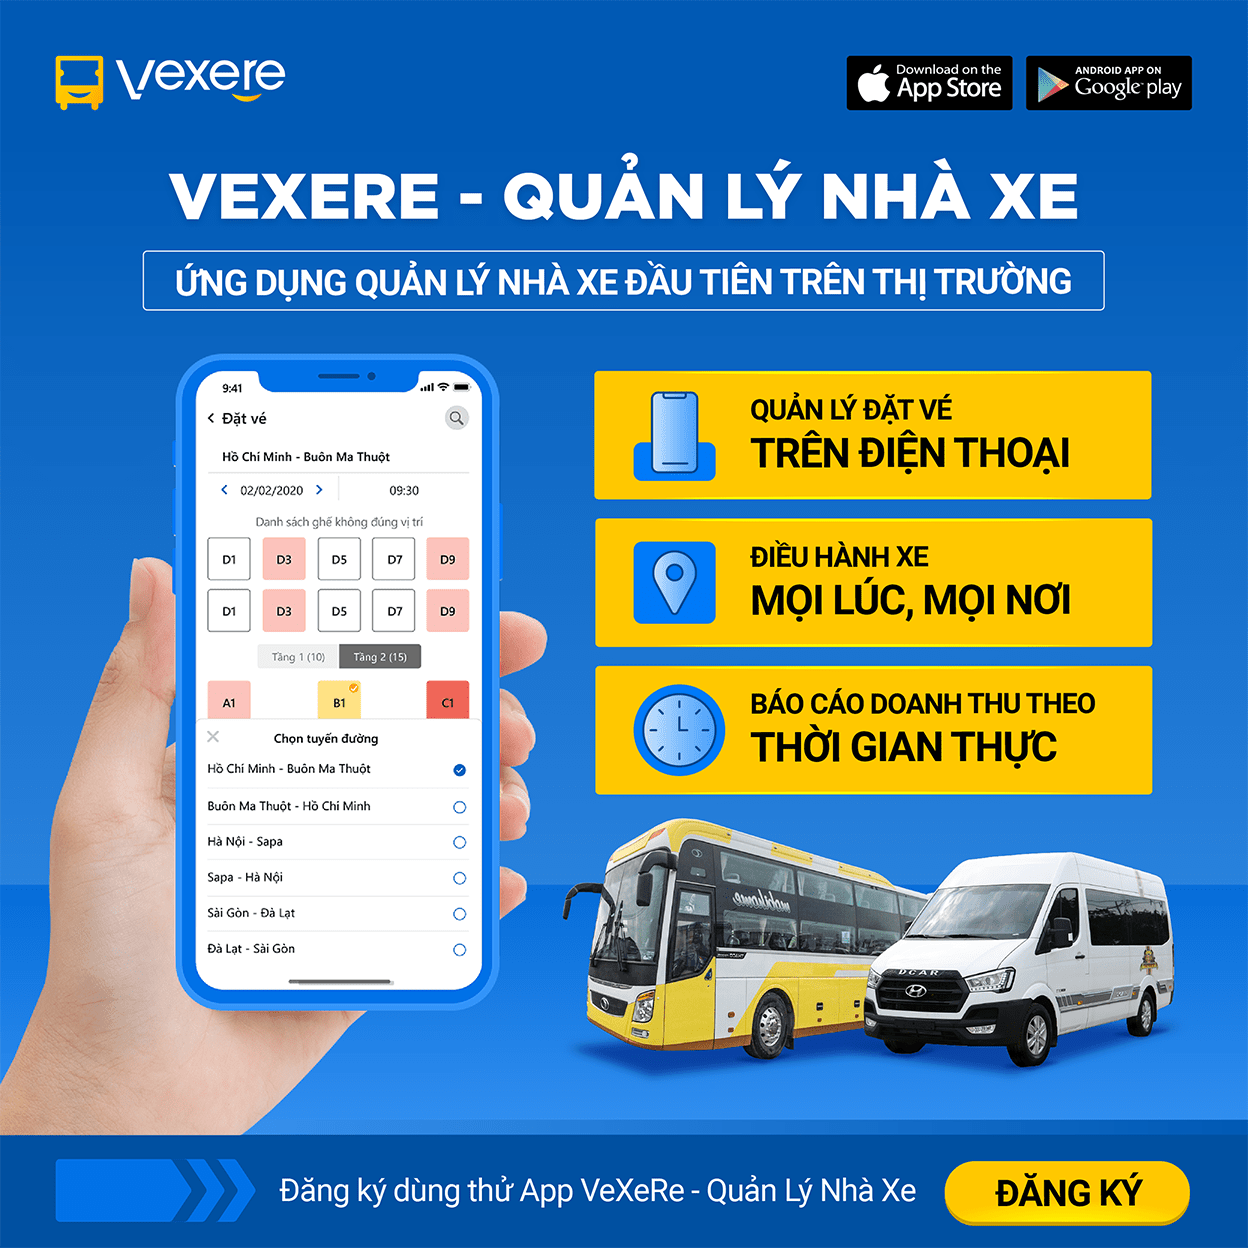 vexere
Download on the
App Store
ANDROID APP ON
Google play
VEXERE - QUẢN LÝ NHÀ XE
ỨNG DỤNG QUẢN LÝ NHÀ XE ĐẦU TIÊN TRÊN THỊ TRƯỜNG
9:41
Đặt vé
Hồ Chí Minh - Buôn Ma Thuột
02/02/2020 09:30
Danh sách ghế không đúng vị trí
D1 D3 D5 D7 D9
D1 D3 D5 D7 D9
Tầng 1 (10) Tầng 2 (15)
A1 B1 C1
Chọn tuyến đường
Hồ Chí Minh - Buôn Ma Thuột
Buôn Ma Thuột - Hồ Chí Minh
Hà Nội - Sapa
Sapa - Hà Nội
Sài Gòn - Đà Lạt
Đà Lạt - Sài Gòn
QUẢN LÝ ĐẶT VÉ
TRÊN ĐIỆN THOẠI
ĐIỀU HÀNH XE
MỌI LÚC, MỌI NƠI
BÁO CÁO DOANH THU THEO
THỜI GIAN THỰC
DCAR
Đăng ký dùng thử App VeXeRe - Quản Lý Nhà Xe
ĐĂNG KÝ